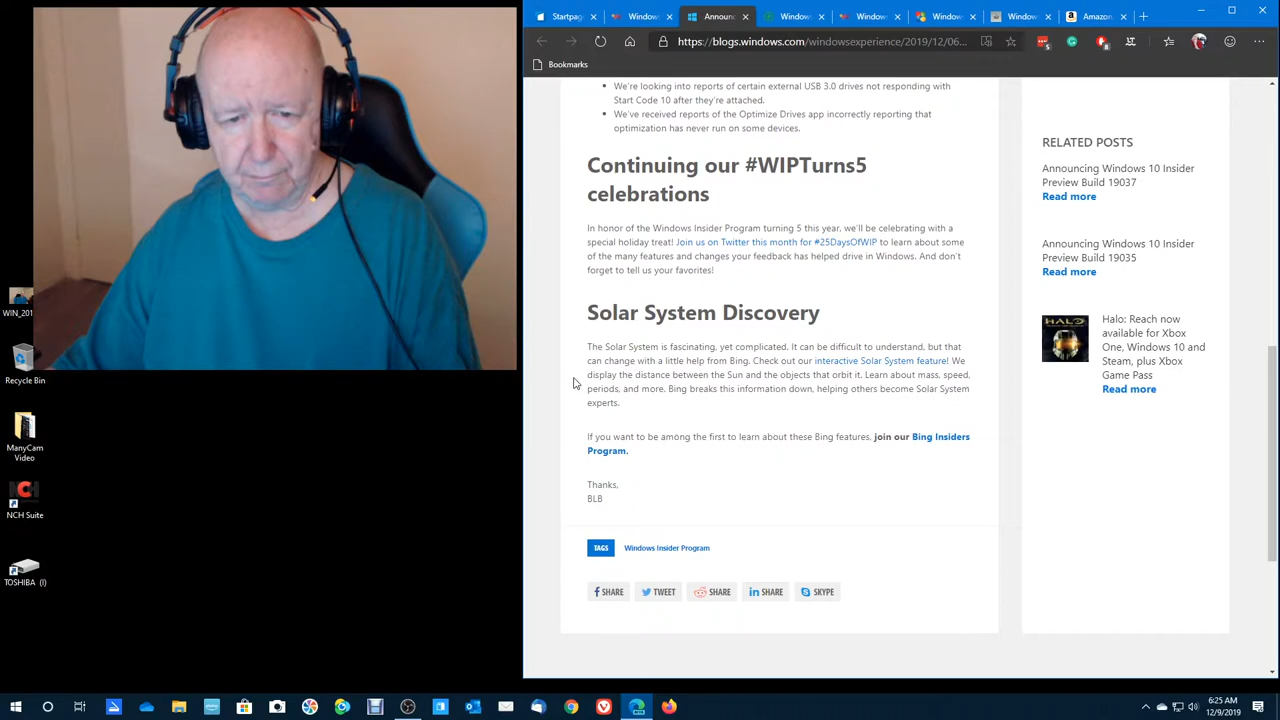 Startpag
Window
Announc
Window
Window
Window
Window
Amazon.
https://blogs.windows.com/windowsexperience/2019/12/06...
Bookmarks
We're looking into reports of certain external USB 3.0 drives not responding with
Start Code 10 after they're attached.
We've received reports of the Optimize Drives app incorrectly reporting that
optimization has never run on some devices.
Continuing our #WIPTurns5
celebrations
In honor of the Windows Insider Program turning 5 this year, we'll be celebrating with a
special holiday treat! Join us on Twitter this month for #25DaysOfWIP to learn about some
of the many features and changes your feedback has helped drive in Windows. And don't
forget to tell us your favorites!
Solar System Discovery
The Solar System is fascinating, yet complicated. It can be difficult to understand, but that
can change with a little help from Bing. Check out our interactive Solar System feature! We
display the distance between the Sun and the objects that orbit it. Learn about mass, speed,
periods, and more. Bing breaks this information down, helping others become Solar System
experts.
If you want to be among the first to learn about these Bing features, join our Bing Insiders
Program.
Thanks,
BLB
TAGS Windows Insider Program
SHARE TWEET SHARE SHARE SKYPE
RELATED POSTS
Announcing Windows 10 Insider
Preview Build 19037
Read more
Announcing Windows 10 Insider
Preview Build 19035
Read more
HALO
Halo: Reach now
available for Xbox
One, Windows 10 and
Steam, plus Xbox
Game Pass
Read more
WIN_201
Recycle Bin
ManyCam
Video
NCH
NCH Suite
TOSHIBA (I)
6:25 AM
12/9/2019